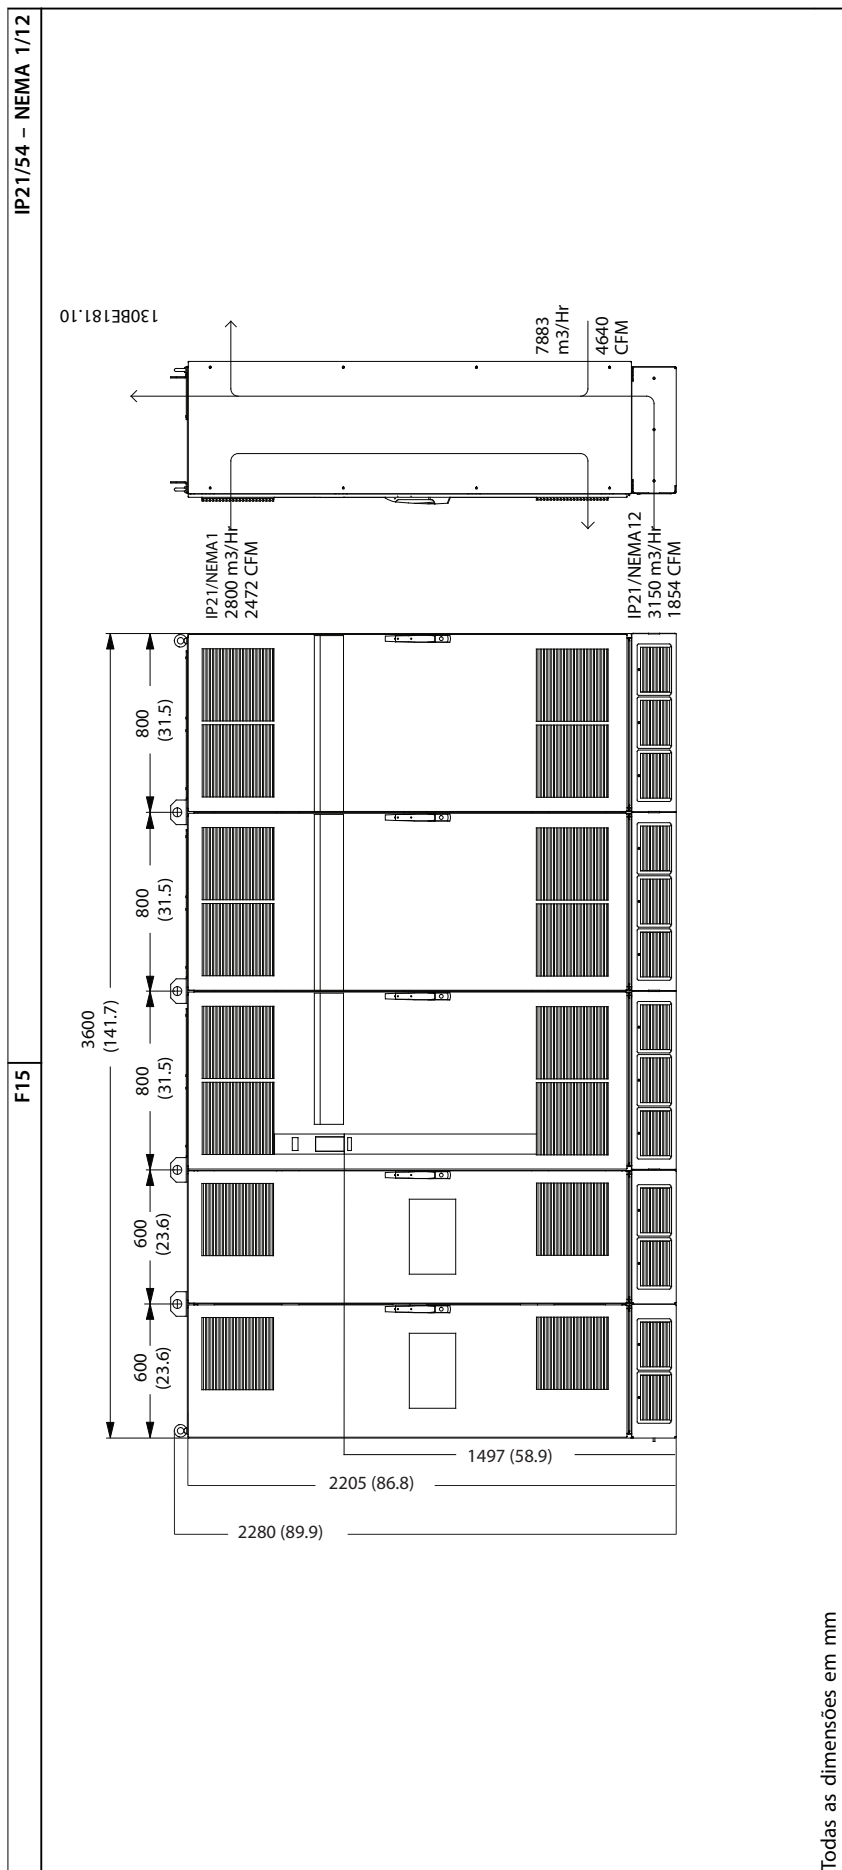 IP21/54 – NEMA 1/12
F15
130BE181.10
7883
m3/Hr
4640
CFM
IP21/NEMA1
2800 m3/Hr
2472 CFM
IP21/NEMA12
3150 m3/Hr
1854 CFM
3600
(141.7)
800
(31.5)
800
(31.5)
800
(31.5)
600
(23.6)
600
(23.6)
1497 (58.9)
2205 (86.8)
2280 (89.9)
Todas as dimensões em mm